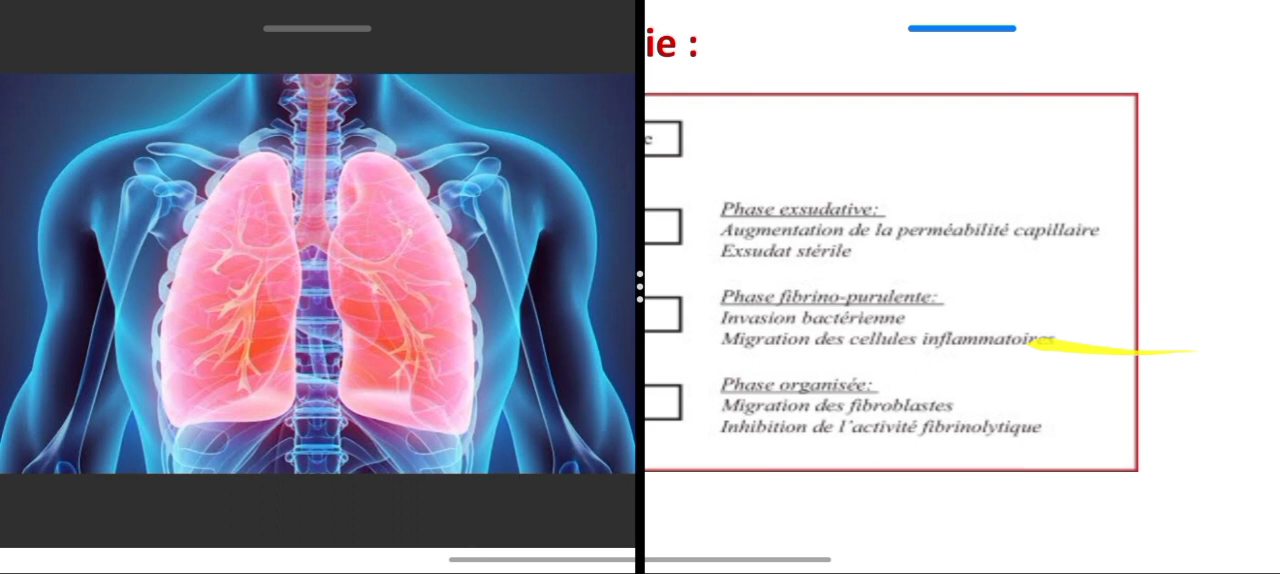 ie :
e
Phase exsudative:
Augmentation de la perméabilité capillaire
Exsudat stérile
Phase fibrino-purulente:
Invasion bactérienne
Migration des cellules inflammatoires
Phase organisée:
Migration des fibroblastes
Inhibition de l'activité fibrinolytique